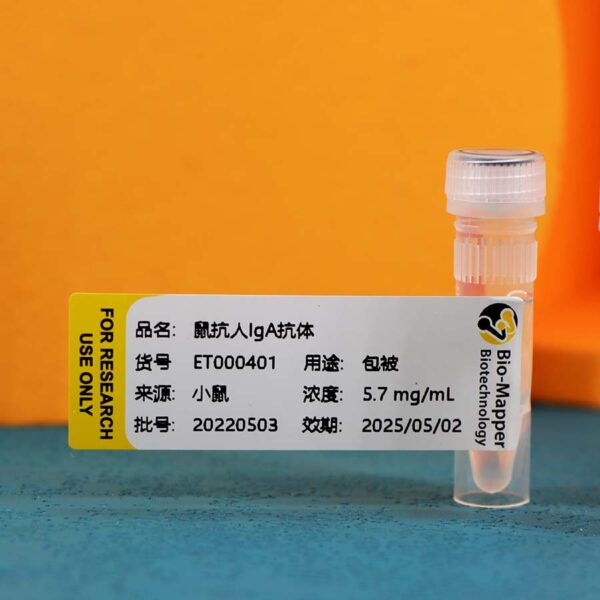 FOR RESEARCH
USE ONLY
品名: 鼠抗人IgA抗体
货号 ET000401 用途: 包被
来源: 小鼠 浓度: 5.7 mg/mL
批号: 20220503 效期: 2025/05/02
Bio-Mapper
Biotechnology